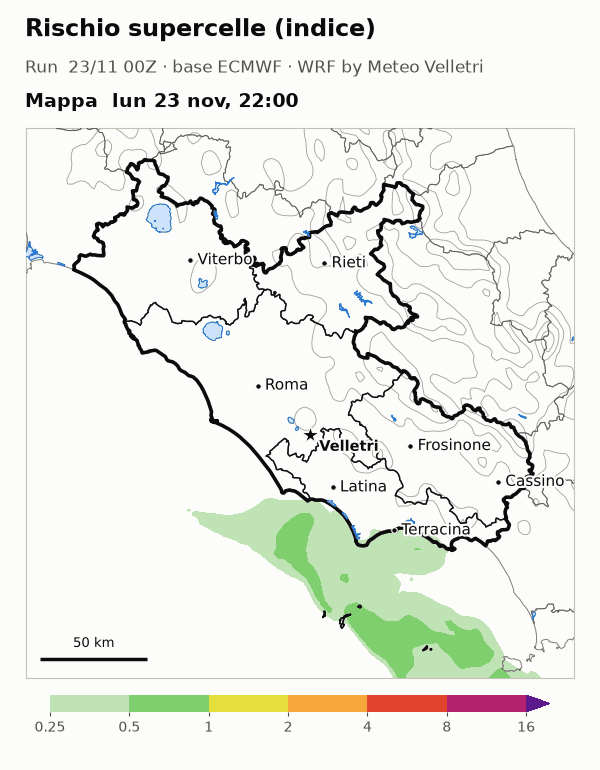 Rischio supercelle (indice)
Run  23/11 00Z · base ECMWF · WRF by Meteo Velletri
Mappa  lun 23 nov, 22:00
Viterbo
Rieti
Roma
Velletri
Frosinone
Latina
Cassino
Terracina
50 km
0.25 0.5 1 2 4 8 16